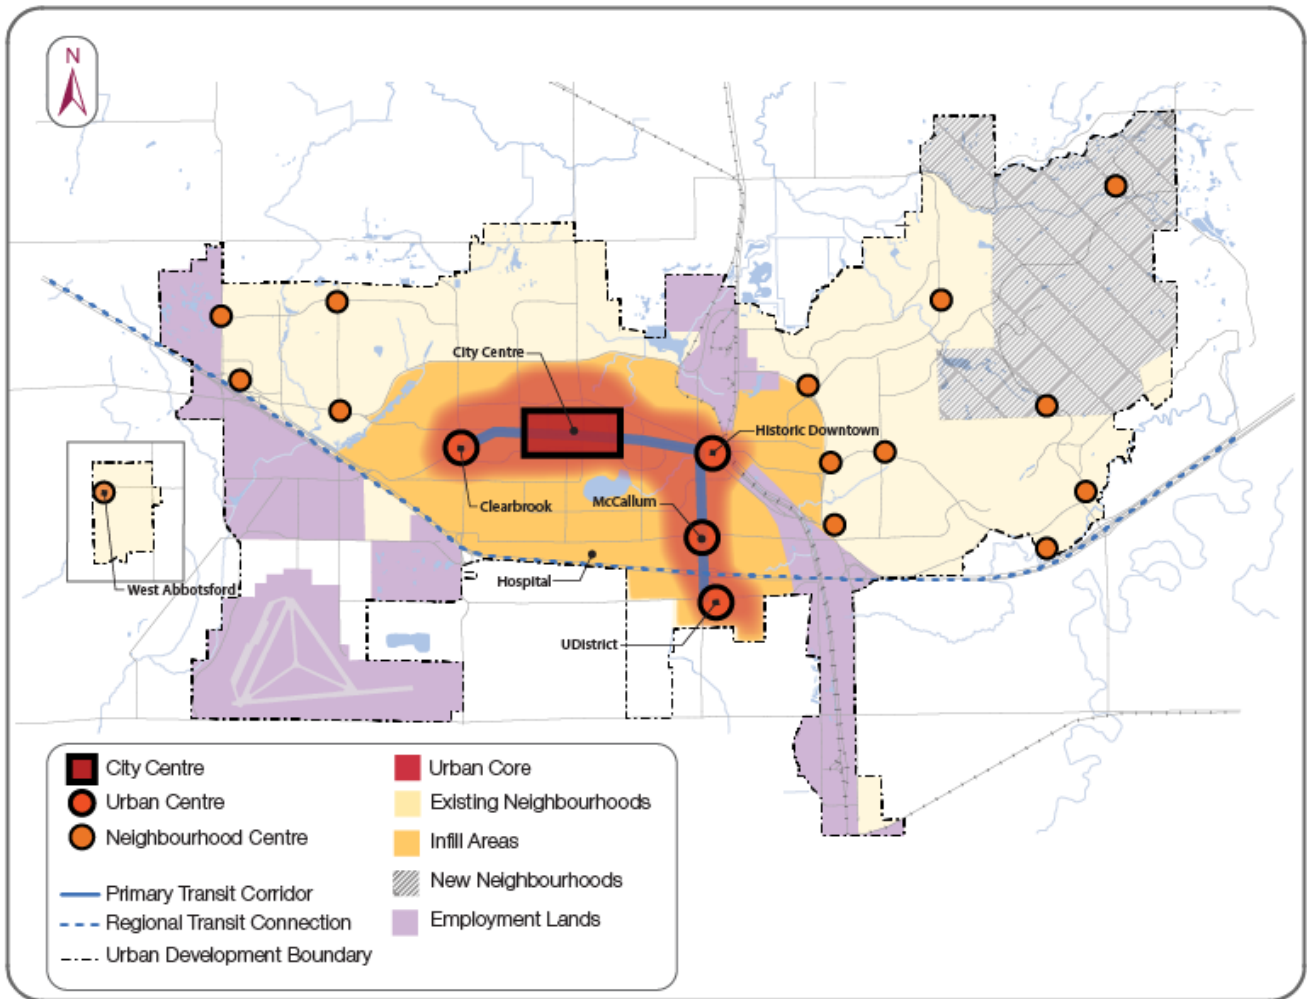 N
City Centre
Historic Downtown
Clearbrook
McCallum
Hospital
West Abbotsford
UDistrict
City Centre
Urban Centre
Neighbourhood Centre
Primary Transit Corridor
Regional Transit Connection
Urban Development Boundary
Urban Core
Existing Neighbourhoods
Infill Areas
New Neighbourhoods
Employment Lands